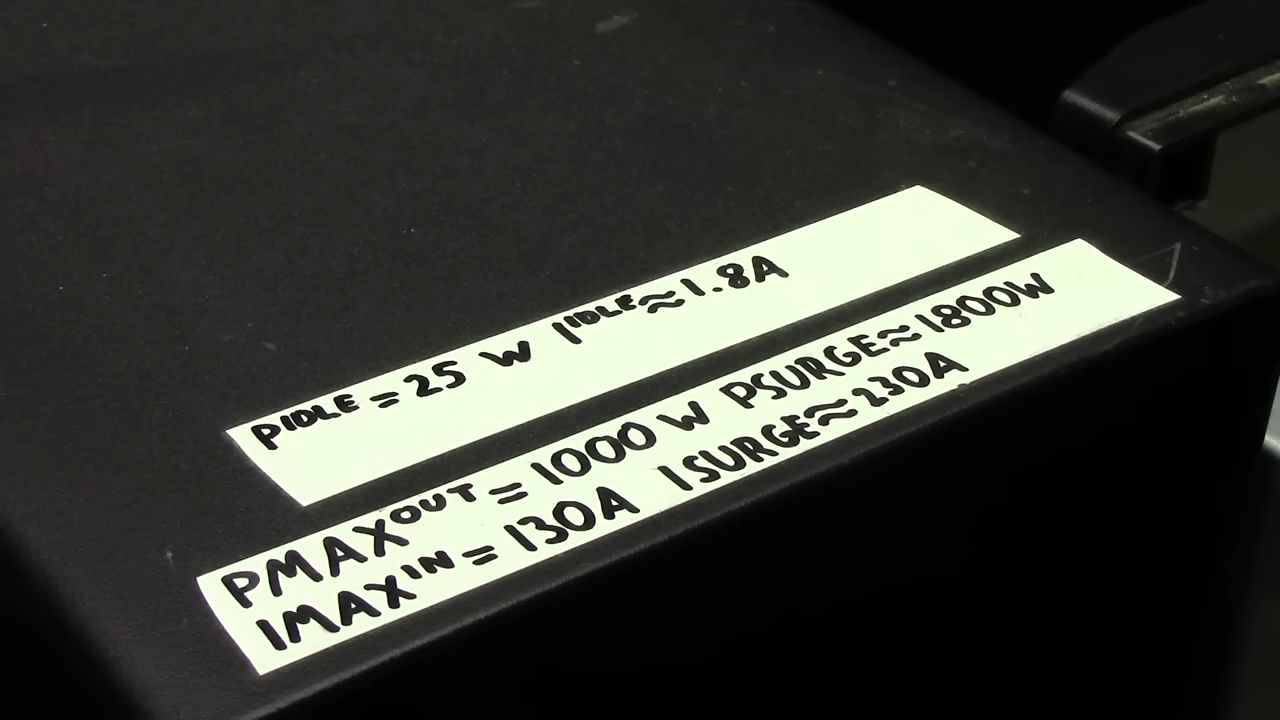 PIDLE = 25 W IIDLE ≈ 1.8A
PMAXOUT = 1000 W PSURGE ≈ 1800W
IMAXIN = 130A ISURGE ≈ 230A